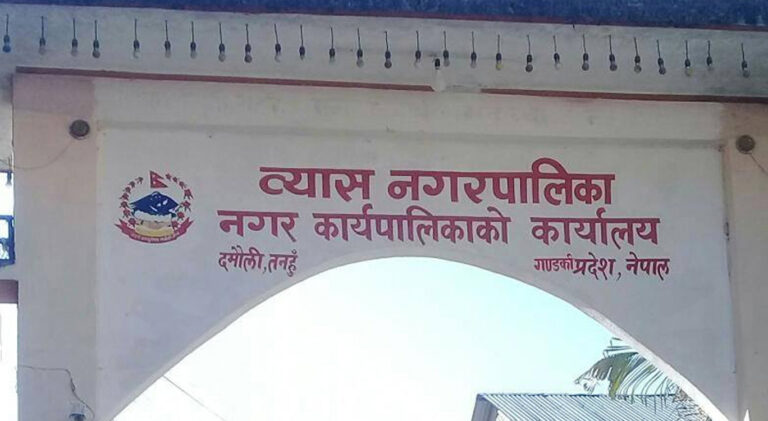 व्यास नगरपालिका
नगर कार्यपालिकाको कार्यालय
दमौली, तनहुँ
गण्डकी प्रदेश, नेपाल